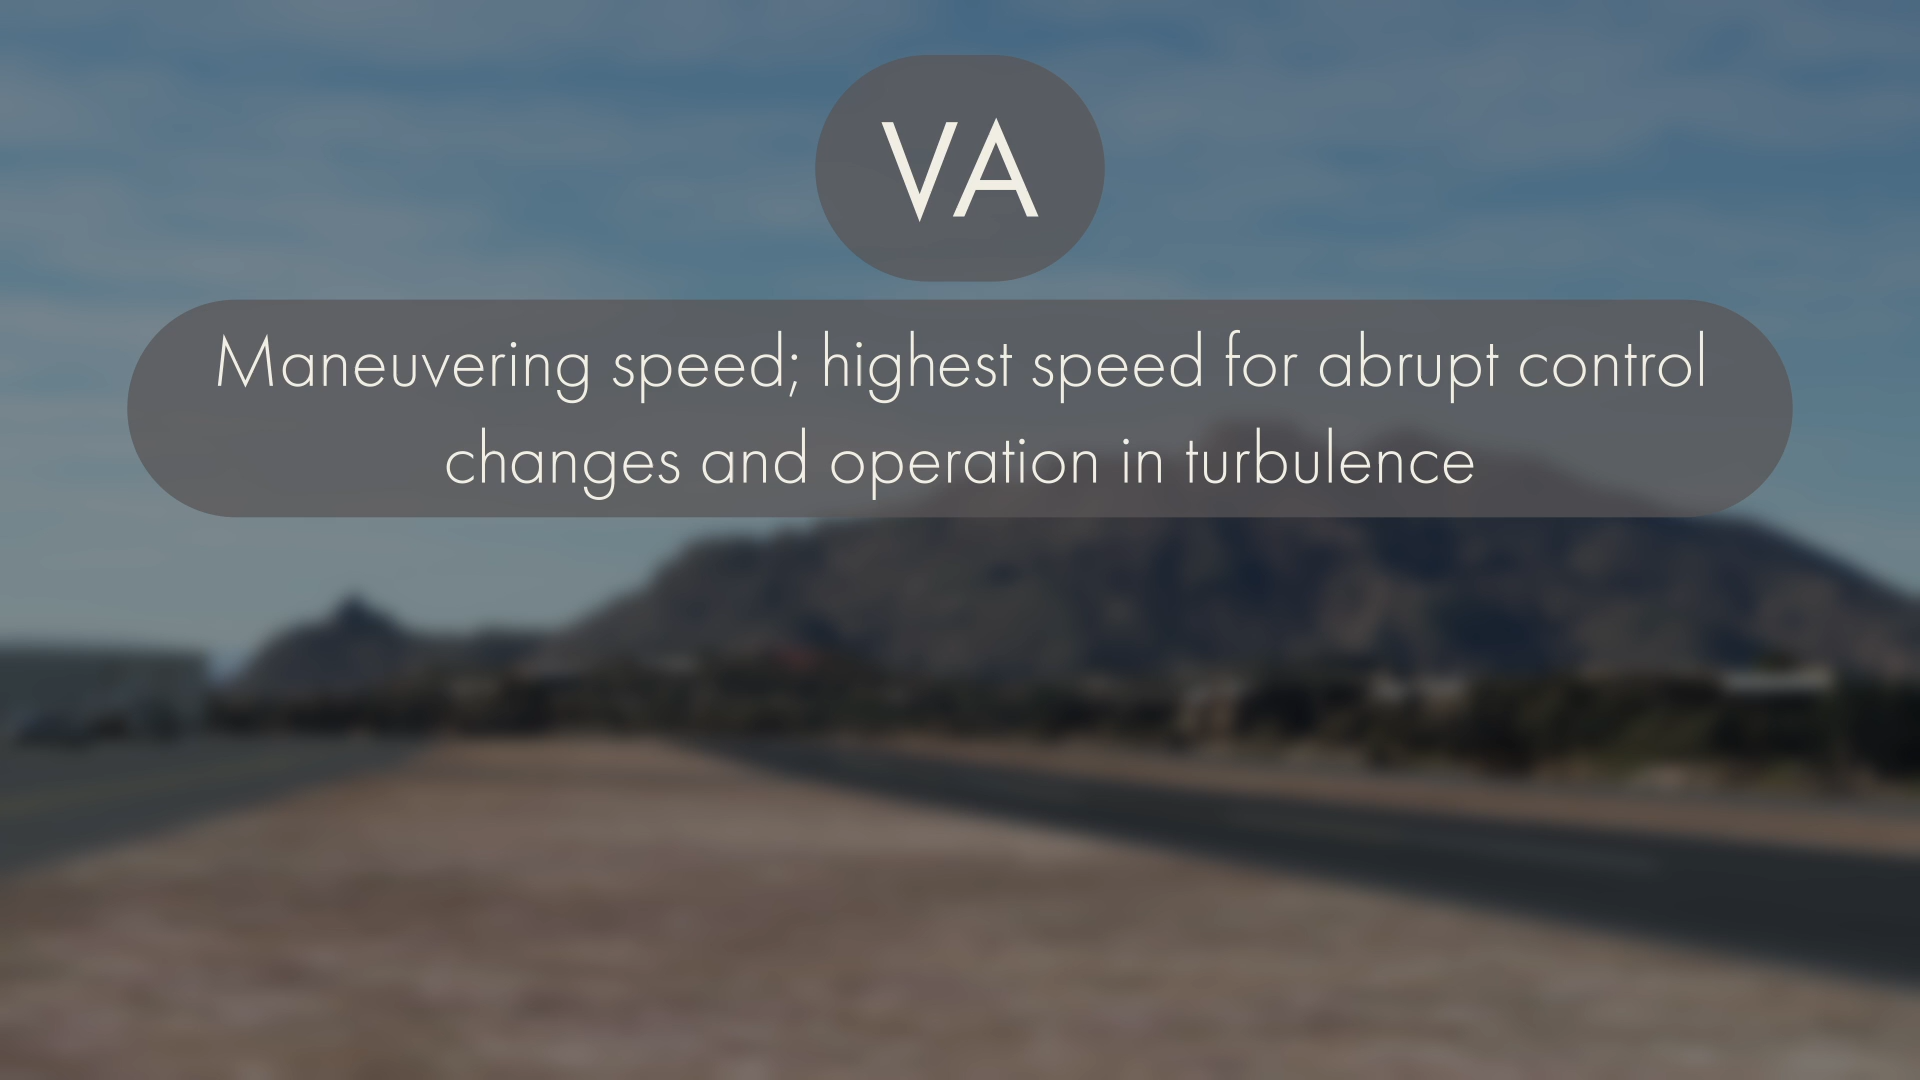 VA
Maneuvering speed; highest speed for abrupt control
changes and operation in turbulence